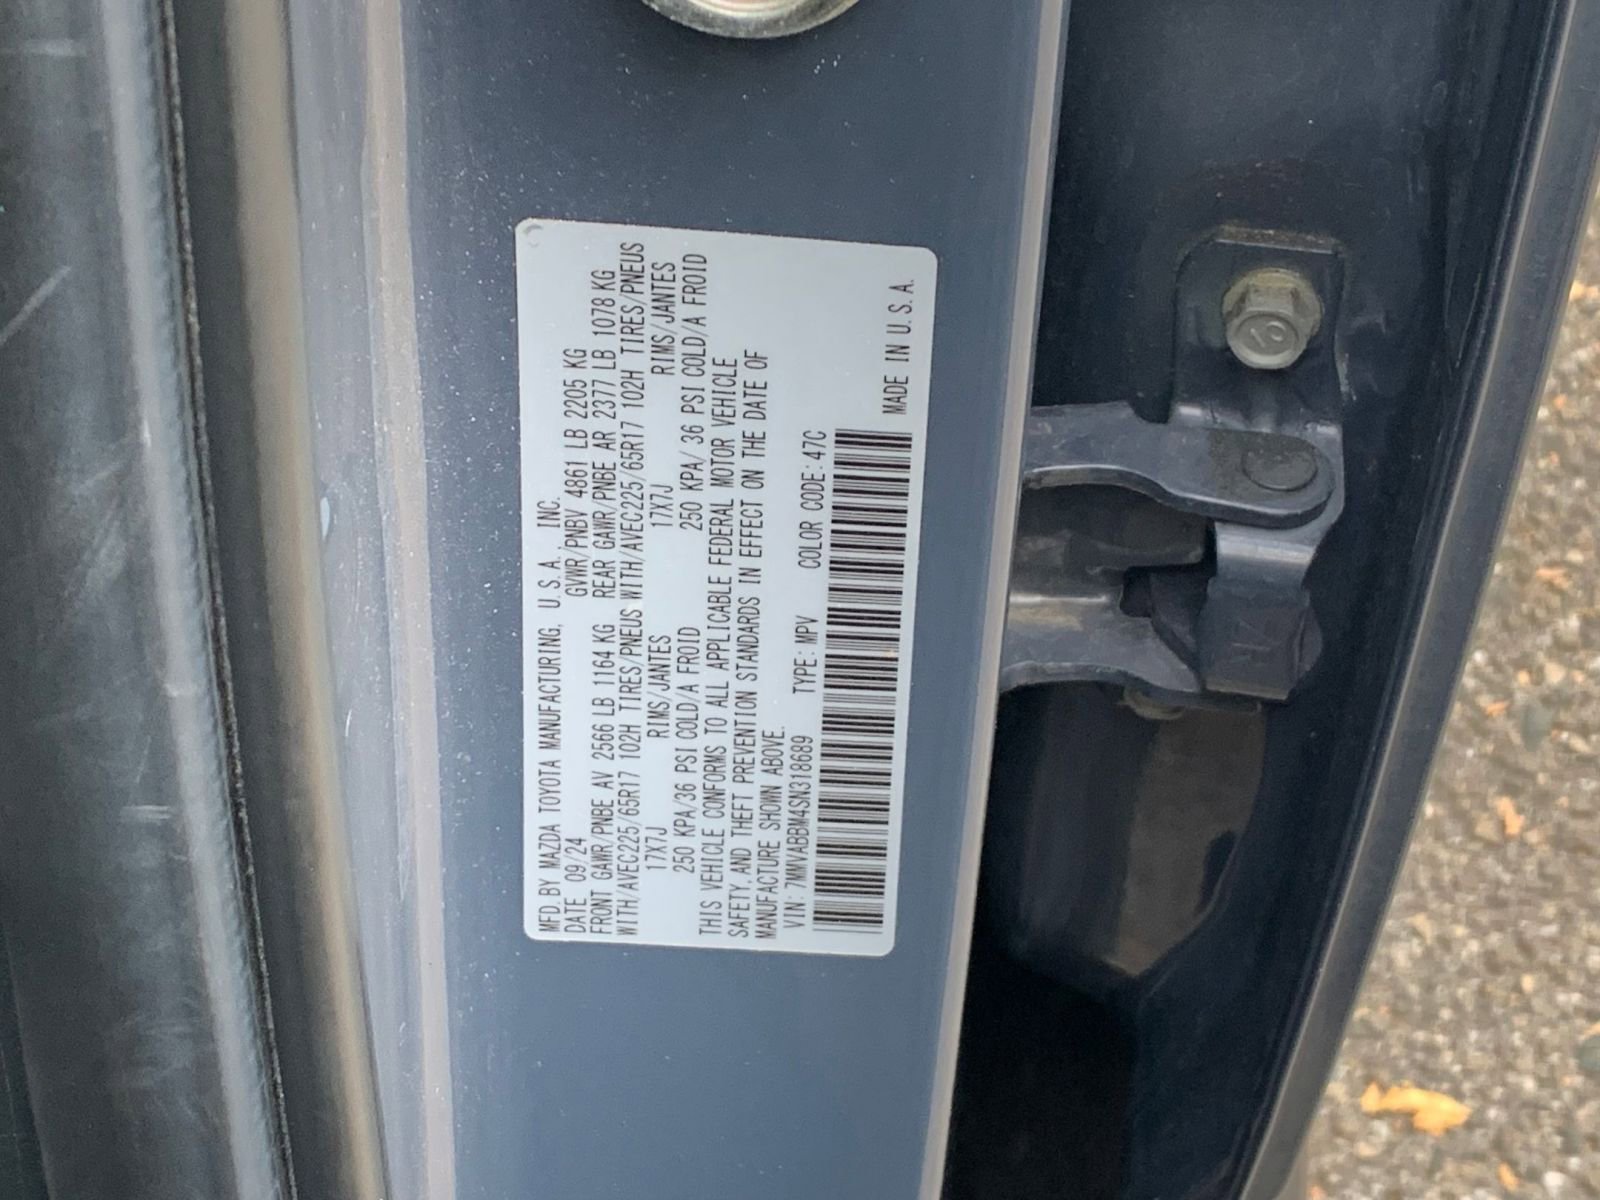 MFD. BY MAZDA TOYOTA MANUFACTURING, U.S.A., INC.
DATE 09/24 GVWR/PNBV 4861 LB 2205 KG
FRONT GAWR/PNBE AV 2566 LB 1164 KG REAR GAWR/PNBE AR 2377 LB 1078 KG
WITH/AVEC225/65R17 102H TIRES/PNEUS WITH/AVEC225/65R17 102H TIRES/PNEUS
17X7J RIMS/JANTES 17X7J RIMS/JANTES
250 KPA/36 PSI COLD/A FROID 250 KPA/ 36 PSI COLD/A FROID
THIS VEHICLE CONFORMS TO ALL APPLICABLE FEDERAL MOTOR VEHICLE
SAFETY, AND THEFT PREVENTION STANDARDS IN EFFECT ON THE DATE OF
MANUFACTURE SHOWN ABOVE.
VIN: 7MMVABBM4SN318689 TYPE: MPV COLOR CODE: 47C
MADE IN U.S.A.
10